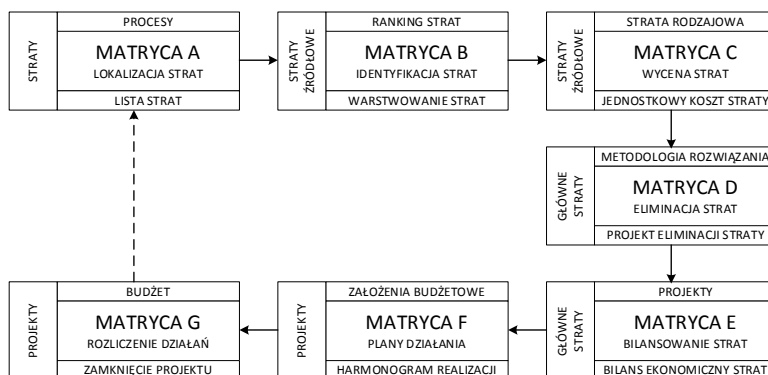 STRATY
PROCESY
MATRYCA A
LOKALIZACJA STRAT
LISTA STRAT
STRATY
ŹRÓDŁOWE
RANKING STRAT
MATRYCA B
IDENTYFIKACJA STRAT
WARSTWOWANIE STRAT
STRATY
ŹRÓDŁOWE
STRATA RODZAJOWA
MATRYCA C
WYCENA STRAT
JEDNOSTKOWY KOSZT STRATY
GŁÓWNE
STRATY
METODOLOGIA ROZWIĄZANIA
MATRYCA D
ELIMINACJA STRAT
PROJEKT ELIMINACJI STRATY
GŁÓWNE
STRATY
PROJEKTY
MATRYCA E
BILANSOWANIE STRAT
BILANS EKONOMICZNY STRAT
PROJEKTY
ZAŁOŻENIA BUDŻETOWE
MATRYCA F
PLANY DZIAŁANIA
HARMONOGRAM REALIZACJI
PROJEKTY
BUDŻET
MATRYCA G
ROZLICZENIE DZIAŁAŃ
ZAMKNIĘCIE PROJEKTU